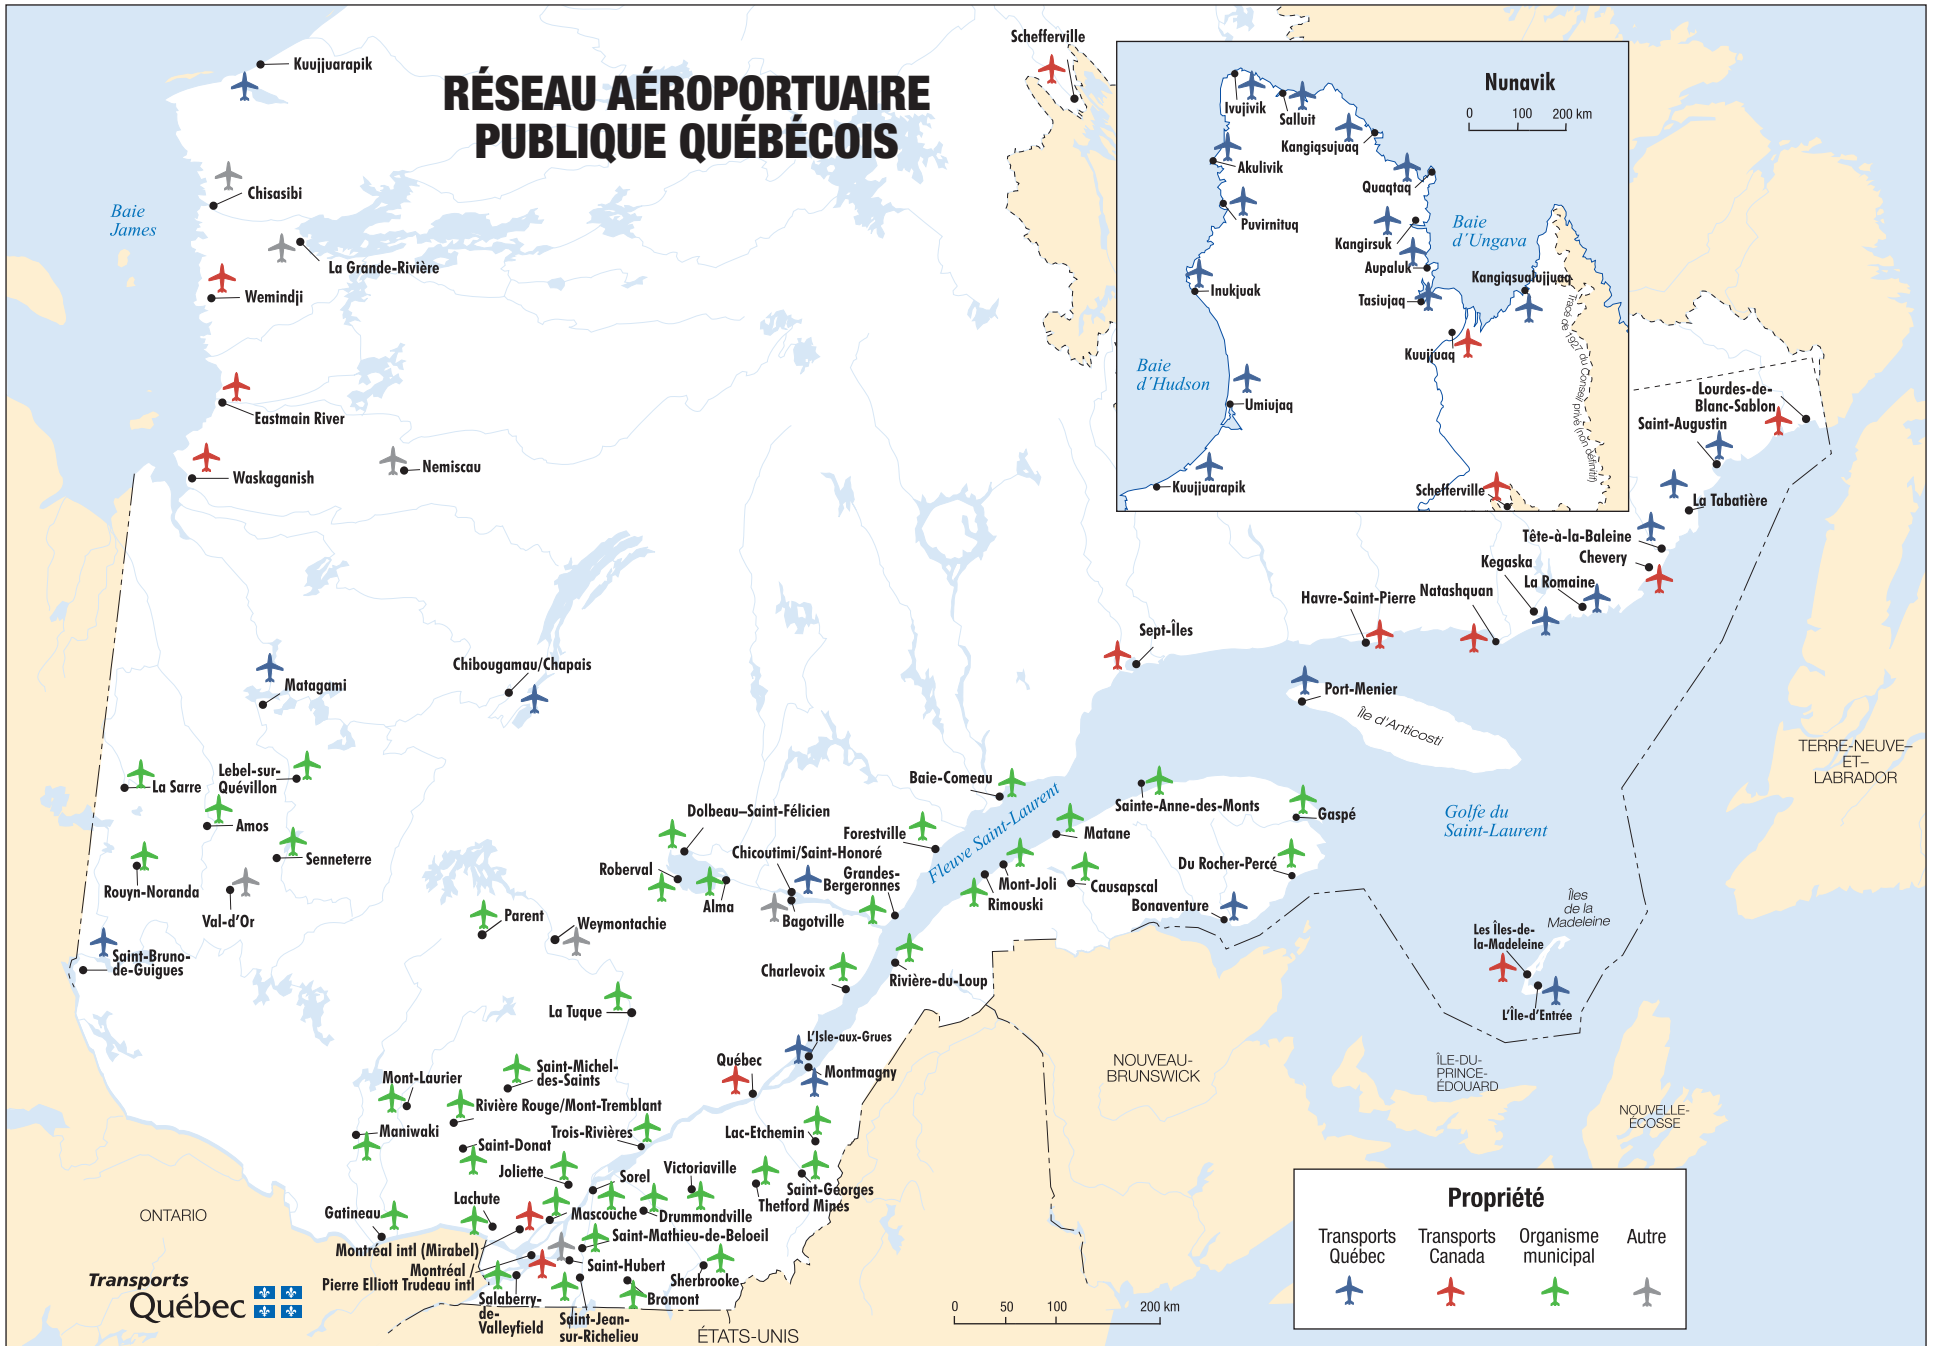 RÉSEAU AÉROPORTUAIRE
PUBLIQUE QUÉBÉCOIS
Kuujjuarapik
Schefferville
Chisasibi
Baie
James
La Grande-Rivière
Wemindji
Eastmain River
Waskaganish
Nemiscau
Nunavik
0 100 200 km
Ivujivik
Salluit
Kangiqsujuaq
Akulivik
Quaqtaq
Puvirnituq
Kangirsuk
Baie
d´Ungava
Aupaluk
Kangiqsualujjuaq
Inukjuak
Tasiujaq
Kuujjuaq
Tracé de 1927 du Conseil privé (non définitif)
Baie
d´Hudson
Umiujaq
Kuujjuarapik
Schefferville
Lourdes-de-
Blanc-Sablon
Saint-Augustin
La Tabatière
Tête-à-la-Baleine
Chevery
Kegaska
La Romaine
Natashquan
Havre-Saint-Pierre
Sept-Îles
Port-Menier
Île d'Anticosti
Matagami
Chibougamau/Chapais
La Sarre
Lebel-sur-
Quévillon
Amos
Senneterre
Rouyn-Noranda
Val-d’Or
Saint-Bruno-
de-Guigues
Parent
Weymontachie
La Tuque
Dolbeau–Saint-Félicien
Roberval
Alma
Chicoutimi/Saint-Honoré
Bagotville
Grandes-
Bergeronnes
Forestville
Baie-Comeau
Fleuve Saint-Laurent
Sainte-Anne-des-Monts
Matane
Mont-Joli
Rimouski
Causapscal
Gaspé
Du Rocher-Percé
Bonaventure
Golfe du
Saint-Laurent
TERRE-NEUVE–
ET–
LABRADOR
Îles
de la
Madeleine
Les Îles-de-
la-Madeleine
L’Île-d’Entrée
Charlevoix
Rivière-du-Loup
L’Isle-aux-Grues
Montmagny
Québec
NOUVEAU-
BRUNSWICK
ÎLE-DU-
PRINCE-
ÉDOUARD
NOUVELLE-
ÉCOSSE
Saint-Michel-
des-Saints
Mont-Laurier
Rivière Rouge/Mont-Tremblant
Maniwaki
Saint-Donat
Trois-Rivières
Joliette
Lac-Etchemin
Sorel
Victoriaville
Saint-Georges
Thetford Mines
Lachute
Gatineau
Mascouche
Drummondville
Saint-Mathieu-de-Beloeil
Montréal intl (Mirabel)
Montréal
Pierre Elliott Trudeau intl
Saint-Hubert
Sherbrooke
Salaberry-
de-
Valleyfield
Bromont
Saint-Jean-
sur-Richelieu
ONTARIO
ÉTATS-UNIS
Transports
Québec
0 50 100 200 km
Propriété
Transports
Québec
Transports
Canada
Organisme
municipal
Autre